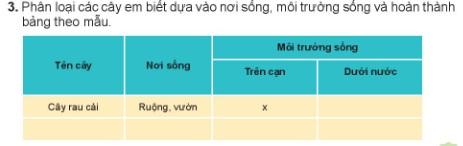 3. Phân loại các cây em biết dựa vào nơi sống, môi trường sống và hoàn thành
bảng theo mẫu.
Tên cây
Nơi sống
Môi trường sống
Trên cạn
Dưới nước
Cây rau cải
Ruộng, vườn
x